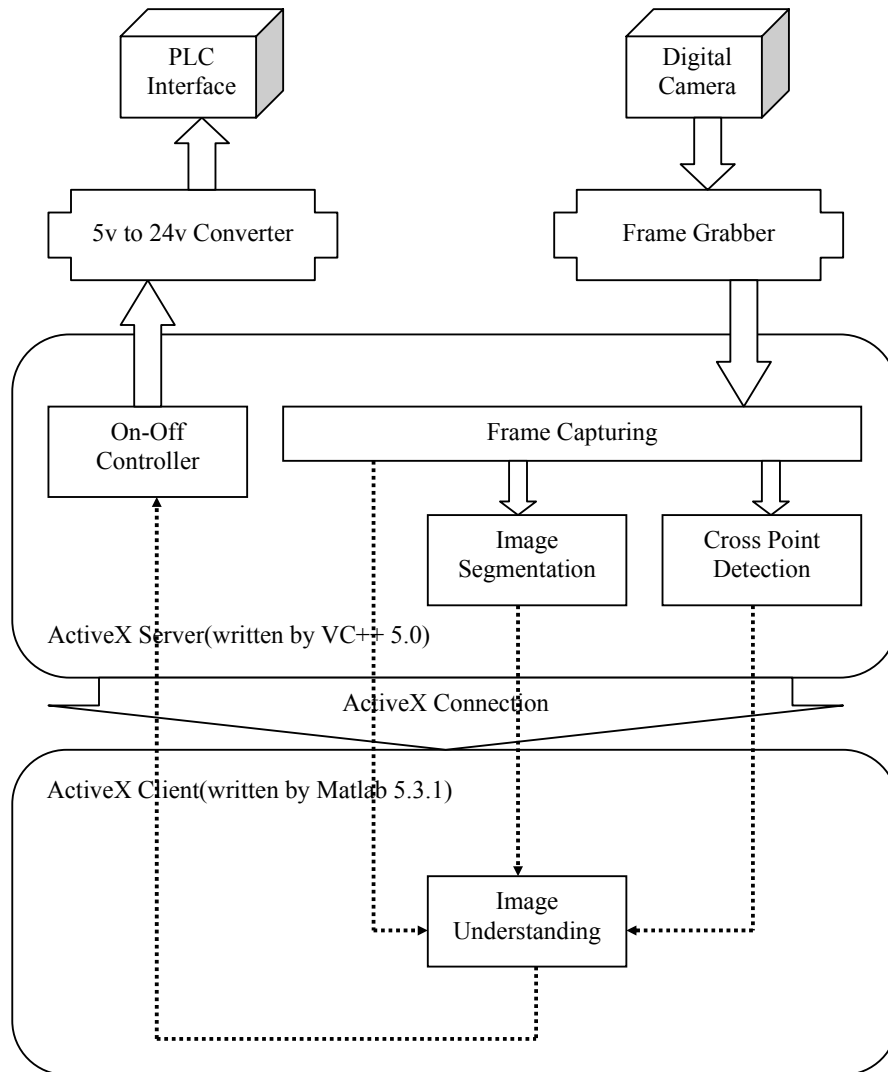 PLC
Interface
Digital
Camera
5v to 24v Converter
Frame Grabber
On-Off
Controller
Frame Capturing
Image
Segmentation
Cross Point
Detection
ActiveX Server(written by VC++ 5.0)
ActiveX Connection
ActiveX Client(written by Matlab 5.3.1)
Image
Understanding